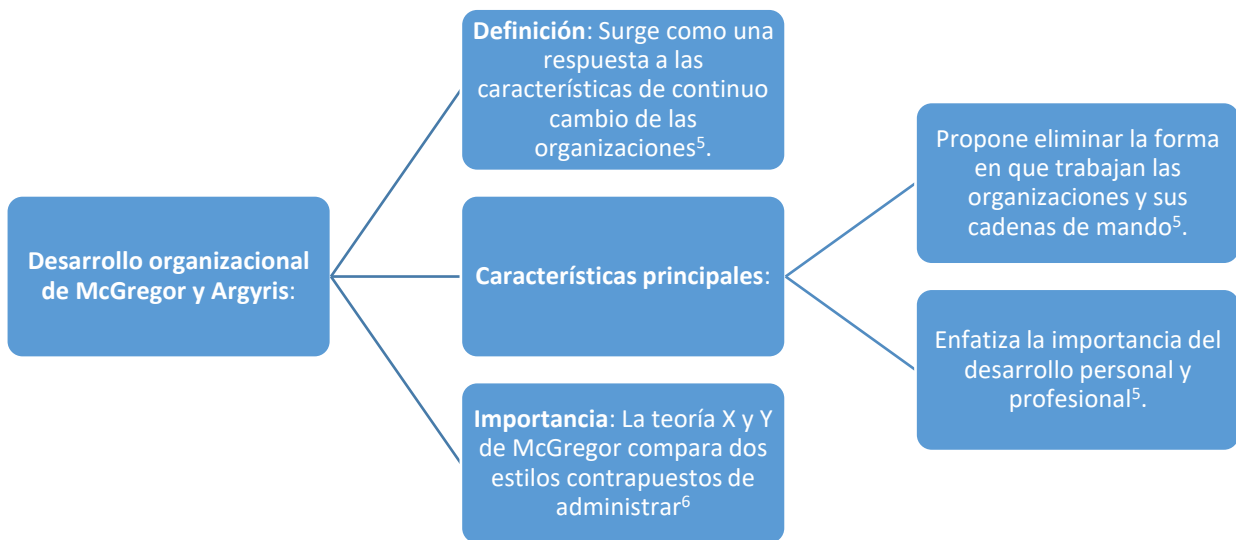 Desarrollo organizacional
de McGregor y Argyris:
Definición: Surge como una
respuesta a las
características de continuo
cambio de las
organizaciones⁵.
Características principales:
Propone eliminar la forma
en que trabajan las
organizaciones y sus
cadenas de mando⁵.
Enfatiza la importancia del
desarrollo personal y
profesional⁵.
Importancia: La teoría X y Y
de McGregor compara dos
estilos contrapuestos de
administrar⁶